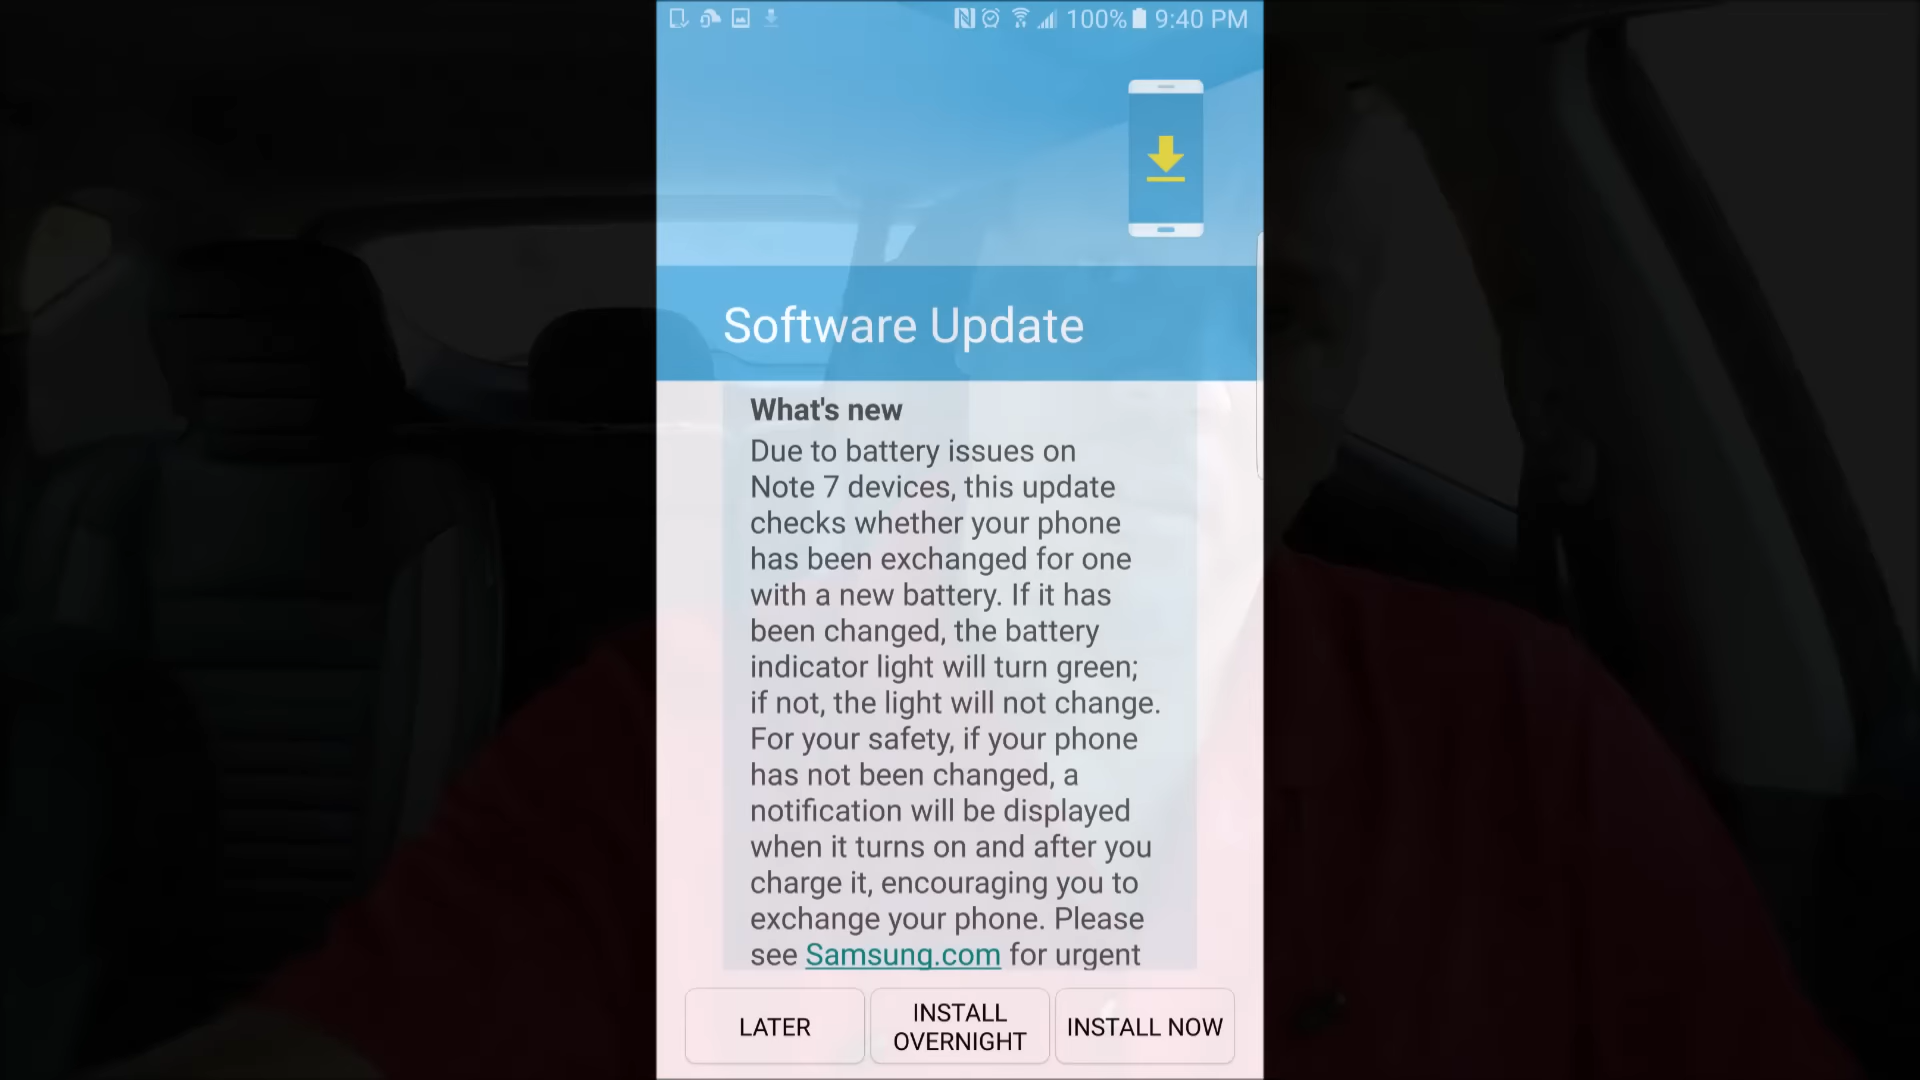 100% 9:40 PM
Software Update
What's new
Due to battery issues on
Note 7 devices, this update
checks whether your phone
has been exchanged for one
with a new battery. If it has
been changed, the battery
indicator light will turn green;
if not, the light will not change.
For your safety, if your phone
has not been changed, a
notification will be displayed
when it turns on and after you
charge it, encouraging you to
exchange your phone. Please
see Samsung.com for urgent
LATER
INSTALL
OVERNIGHT
INSTALL NOW